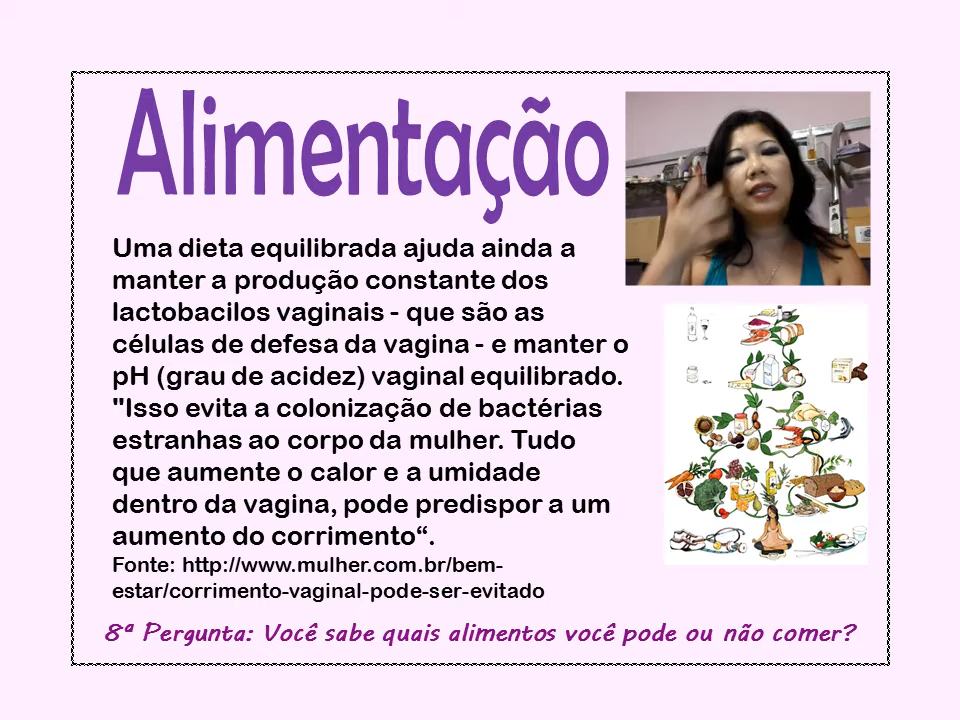 Alimentação
Uma dieta equilibrada ajuda ainda a
manter a produção constante dos
lactobacilos vaginais - que são as
células de defesa da vagina - e manter o
pH (grau de acidez) vaginal equilibrado.
"Isso evita a colonização de bactérias
estranhas ao corpo da mulher. Tudo
que aumente o calor e a umidade
dentro da vagina, pode predispor a um
aumento do corrimento“.
Fonte: http://www.mulher.com.br/bem-
estar/corrimento-vaginal-pode-ser-evitado
8ª Pergunta: Você sabe quais alimentos você pode ou não comer?